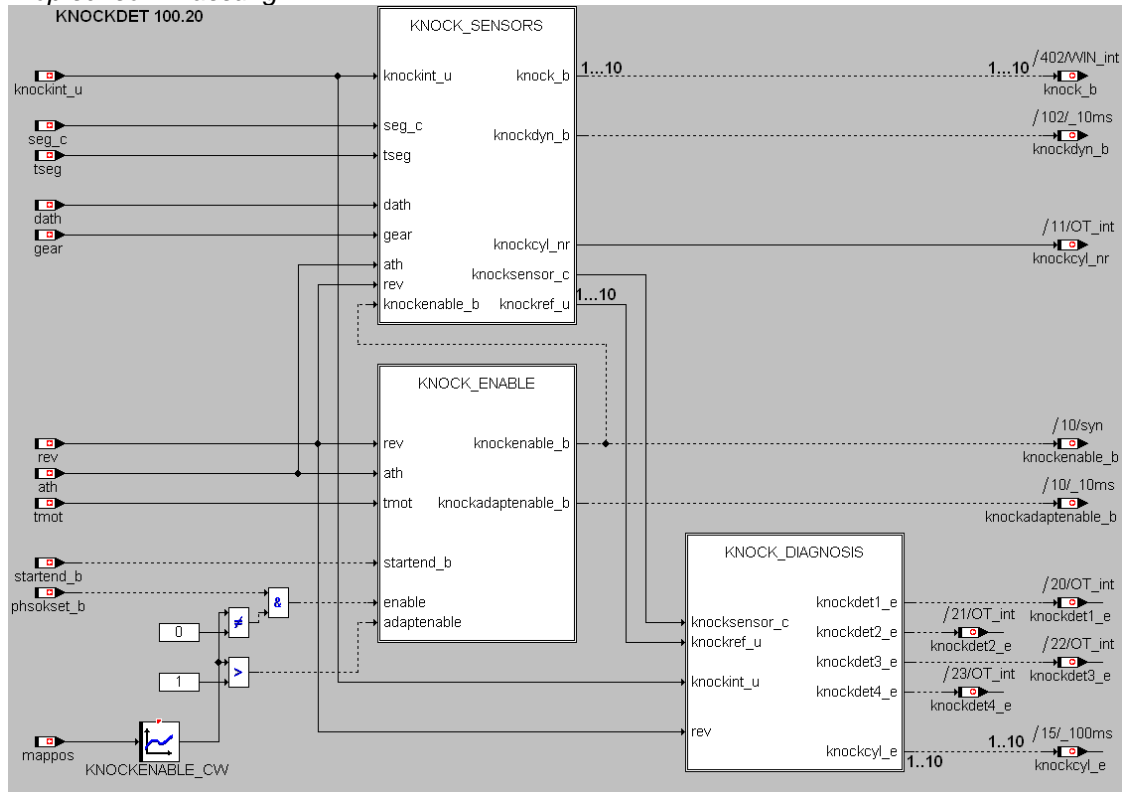 KNOCKDET 100.20
KNOCK_SENSORS
knockint_u
knockint_u
knock_b
1...10
1...10
/402/WIN_int
knock_b
seg_c
seg_c
tseg
tseg
knockdyn_b
/102/_10ms
knockdyn_b
dath
dath
gear
gear
ath
rev
knockenable_b
knockcyl_nr
/11/OT_int
knockcyl_nr
knocksensor_c
knockref_u
1...10
KNOCK_ENABLE
rev
rev
ath
ath
tmot
tmot
knockenable_b
/10/syn
knockenable_b
knockadaptenable_b
/10/_10ms
knockadaptenable_b
startend_b
startend_b
phsokset_b
enable
adaptenable
&
≠
0
>
1
mappos
KNOCKENABLE_CW
KNOCK_DIAGNOSIS
knocksensor_c
knockref_u
knockint_u
rev
knockdet1_e
/20/OT_int
knockdet1_e
knockdet2_e
/21/OT_int
knockdet2_e
knockdet3_e
/22/OT_int
knockdet3_e
knockdet4_e
/23/OT_int
knockdet4_e
knockcyl_e
1..10
1..10
/15/_100ms
knockcyl_e